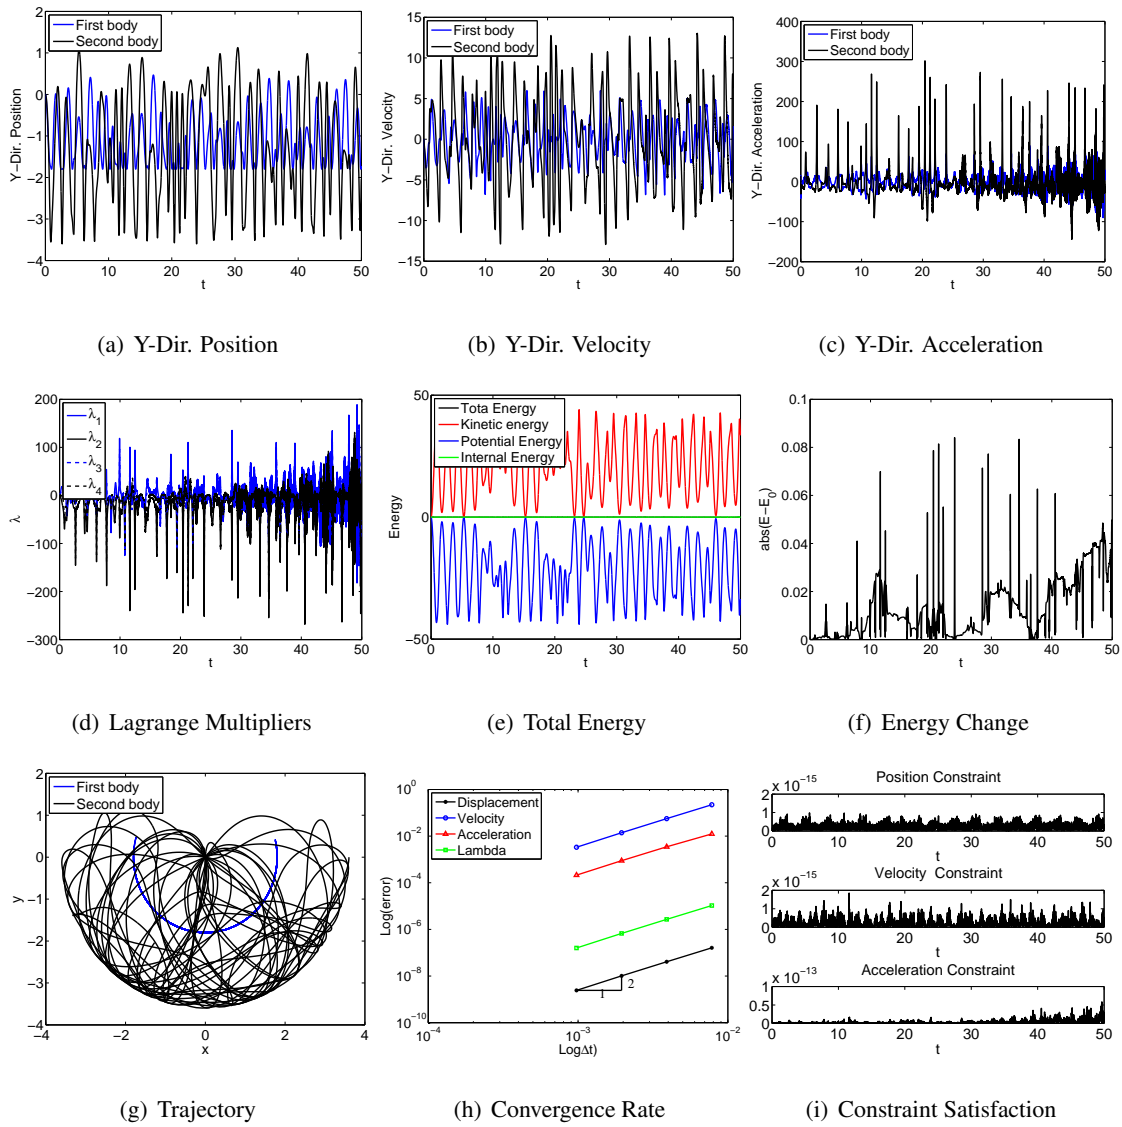 First body
Second body
2
1
0
−1
−2
−3
−4
Y−Dir. Position
0
10
20
30
40
50
t
(a) Y-Dir. Position
First body
Second body
15
10
5
0
−5
−10
−15
Y−Dir. Velocity
0
10
20
30
40
50
t
(b) Y-Dir. Velocity
First body
Second body
400
300
200
100
0
−100
−200
Y−Dir. Acceleration
0
10
20
30
40
50
t
(c) Y-Dir. Acceleration
λ1
λ2
λ3
λ4
200
100
0
−100
−200
−300
λ
0
10
20
30
40
50
t
(d) Lagrange Multipliers
Tota Energy
Kinetic energy
Potential Energy
Internal Energy
50
0
−50
Energy
0
10
20
30
40
50
t
(e) Total Energy
0.1
0.08
0.06
0.04
0.02
0
abs(E−E0)
0
10
20
30
40
50
t
(f) Energy Change
First body
Second body
2
1
0
−1
−2
−3
−4
y
−4
−2
0
2
4
x
(g) Trajectory
Displacement
Velocity
Acceleration
Lambda
10^0
10^−2
10^−4
10^−6
10^−8
10^−10
Log(error)
1
2
10^−4
10^−3
10^−2
LogΔt)
(h) Convergence Rate
x 10^−15
Position Constraint
2
1
0
0
10
20
30
40
50
t
x 10^−15
Velocity Constraint
2
1
0
0
10
20
30
40
50
t
x 10^−13
Acceleration Constraint
1
0.5
0
0
10
20
30
40
50
t
(i) Constraint Satisfaction